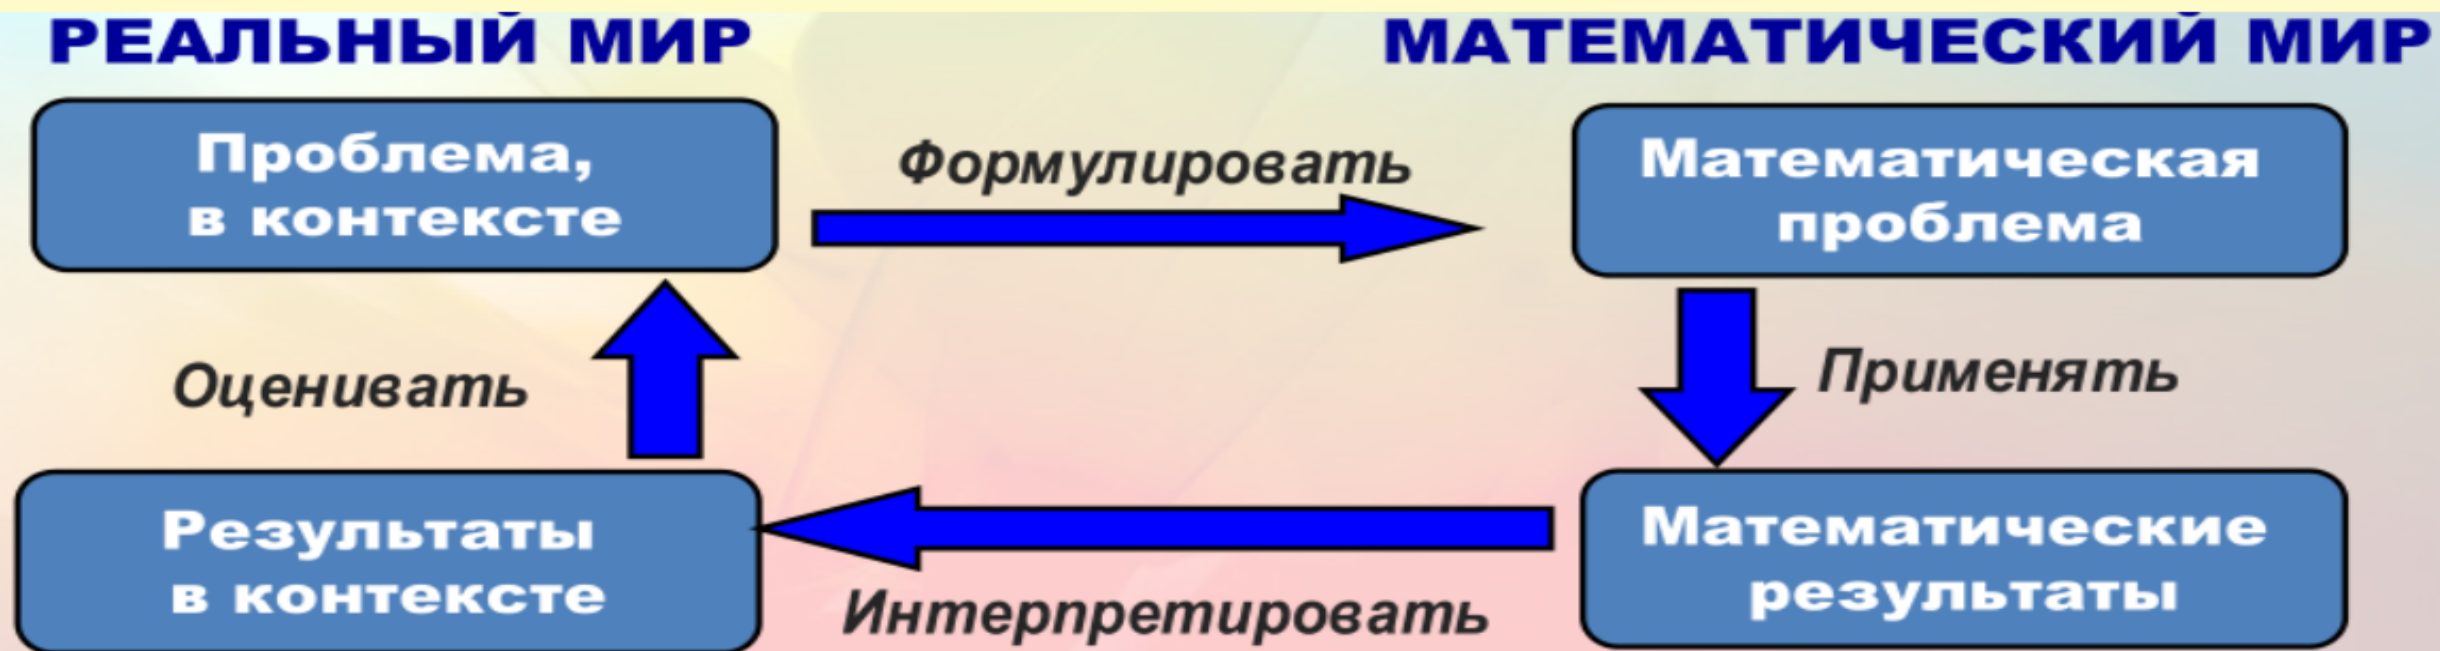 РЕАЛЬНЫЙ МИР
МАТЕМАТИЧЕСКИЙ МИР
Проблема,
в контексте
Формулировать
Математическая
проблема
Оценивать
Применять
Результаты
в контексте
Интерпретировать
Математические
результаты